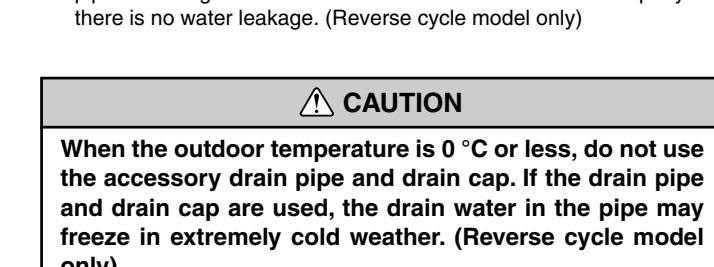 there is no water leakage. (Reverse cycle model only)
CAUTION
When the outdoor temperature is 0 °C or less, do not use
the accessory drain pipe and drain cap. If the drain pipe
and drain cap are used, the drain water in the pipe may
freeze in extremely cold weather. (Reverse cycle model
only)